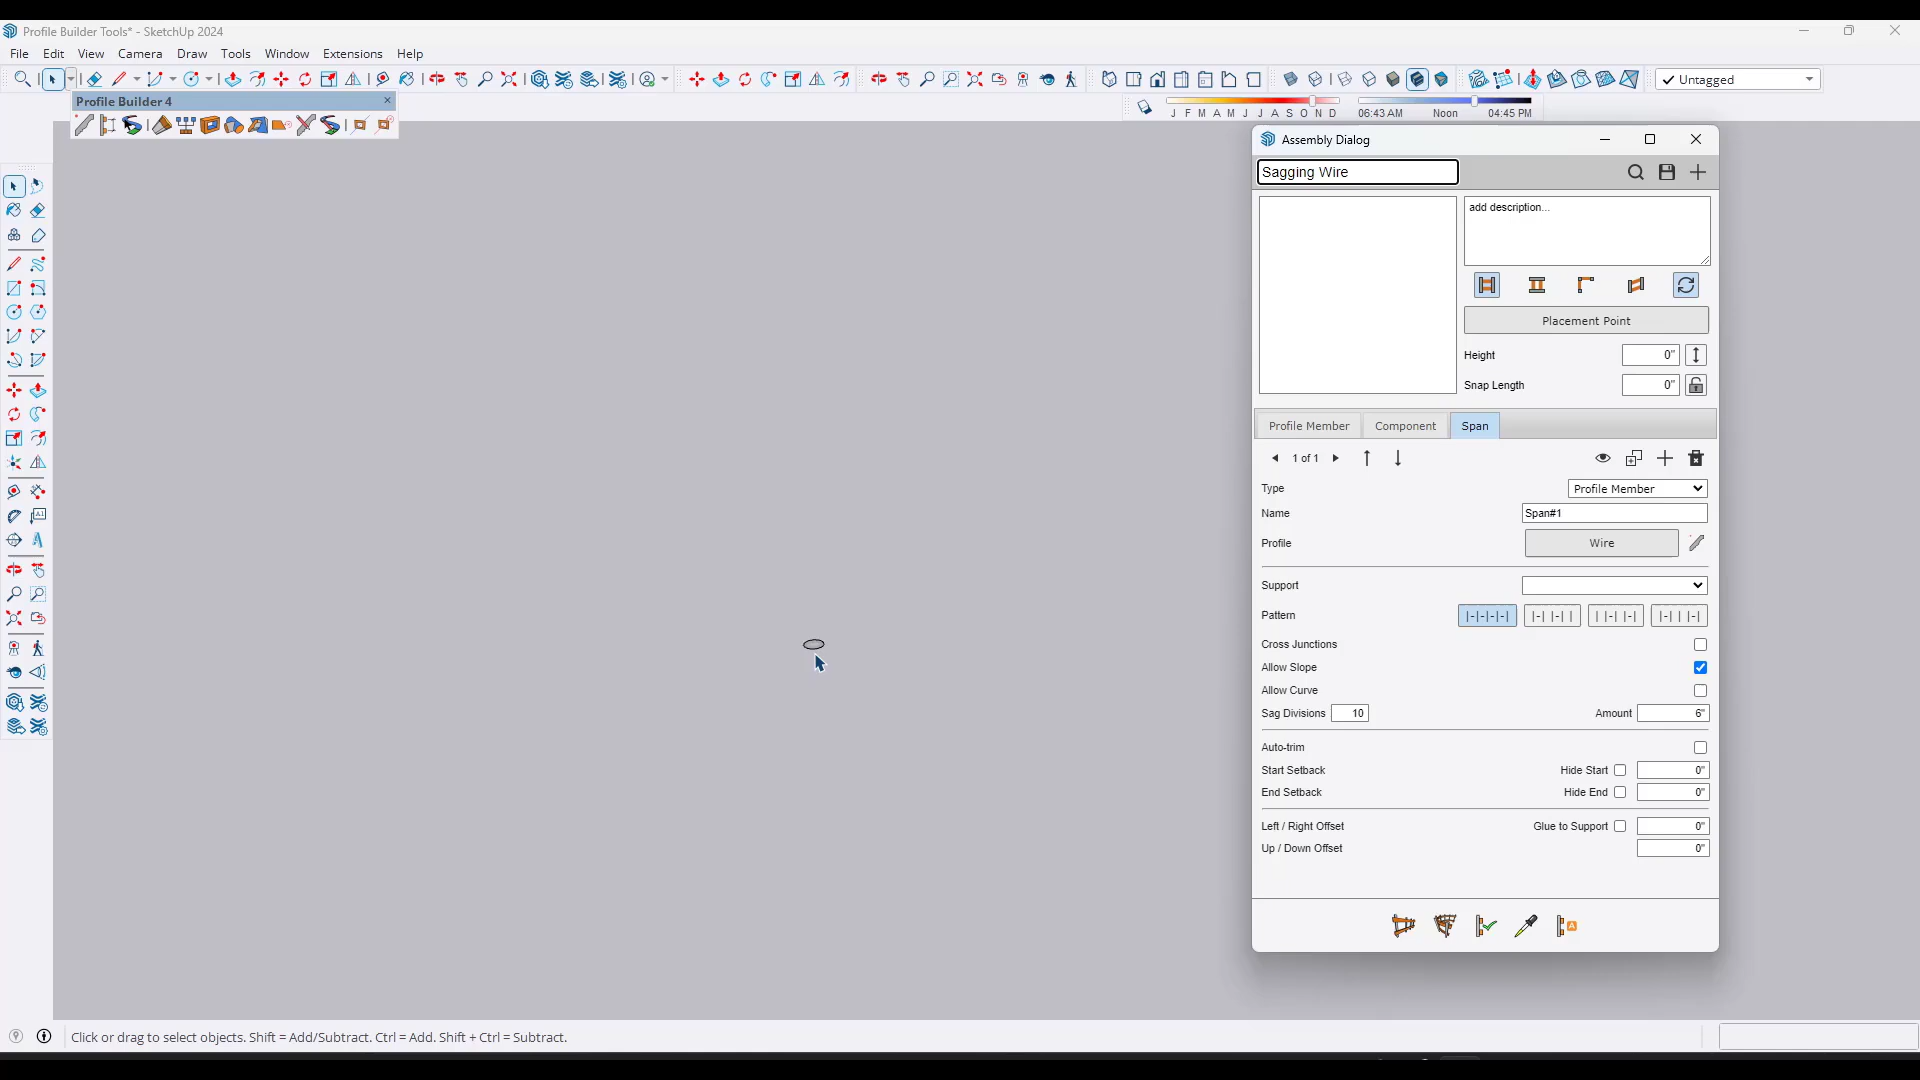 Profile Builder Tools* - SketchUp 2024
File Edit View Camera Draw Tools Window Extensions Help
Untagged
Profile Builder 4
J F M A M J J A S O N D 06:43 AM Noon 04:45 PM
Assembly Dialog
Sagging Wire
add description...
Placement Point
Height 0"
Snap Length 0"
Profile Member Component Span
1 of 1
Type Profile Member
Name Span#1
Profile Wire
Support
Pattern |-|-|-|-| |-| |-| | | |-| |-| |-| | |-|
Cross Junctions
Allow Slope
Allow Curve
Sag Divisions 10 Amount 6"
Auto-trim
Start Setback Hide Start 0"
End Setback Hide End 0"
Left / Right Offset Glue to Support 0"
Up / Down Offset 0"
Click or drag to select objects. Shift = Add/Subtract. Ctrl = Add. Shift + Ctrl = Subtract.